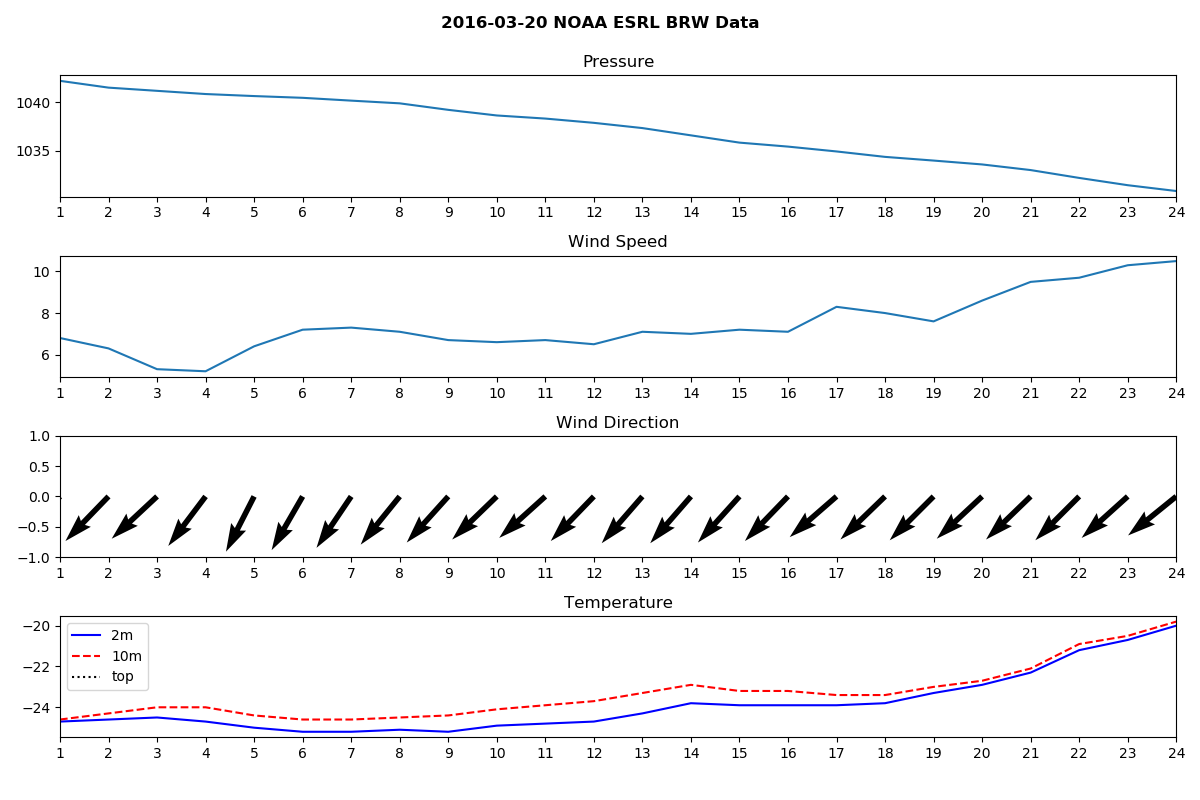 2016-03-20 NOAA ESRL BRW Data
Pressure
1040
1035
1 2 3 4 5 6 7 8 9 10 11 12 13 14 15 16 17 18 19 20 21 22 23 24
Wind Speed
10
8
6
1 2 3 4 5 6 7 8 9 10 11 12 13 14 15 16 17 18 19 20 21 22 23 24
Wind Direction
1.0
0.5
0.0
−0.5
−1.0
1 2 3 4 5 6 7 8 9 10 11 12 13 14 15 16 17 18 19 20 21 22 23 24
Temperature
−20
−22
−24
2m
10m
top
1 2 3 4 5 6 7 8 9 10 11 12 13 14 15 16 17 18 19 20 21 22 23 24